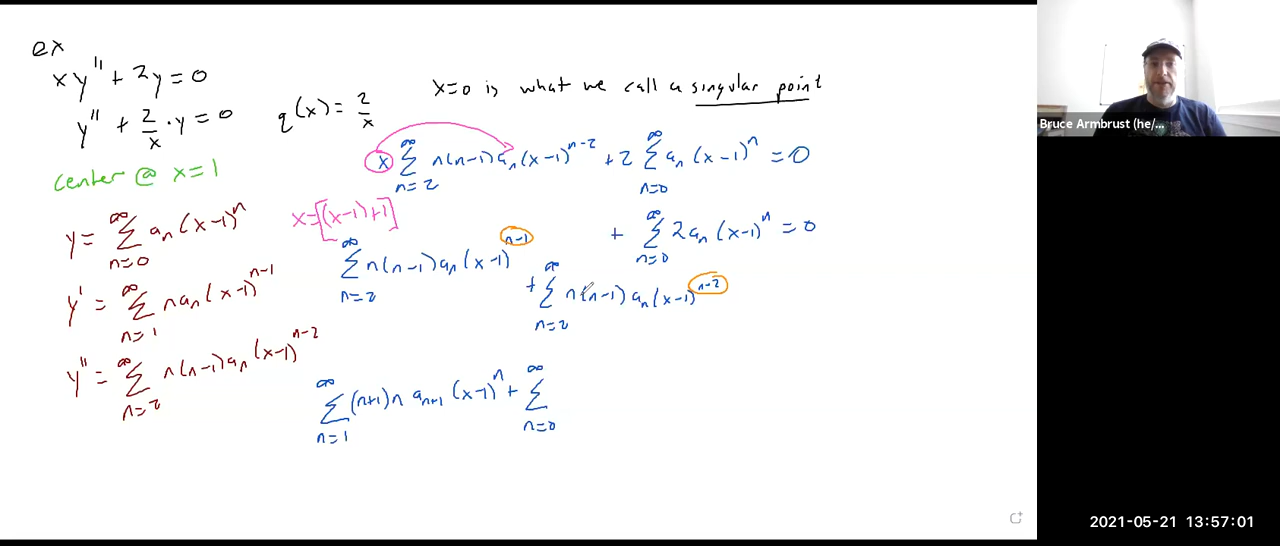 ex
xy'' + 2y = 0
y'' + 2/x · y = 0
q(x) = 2/x
x=0 is what we call a singular point
center @ x=1
x ∑_{n=2}^{∞} n(n-1)a_n(x-1)^{n-2} + 2 ∑_{n=0}^{∞} a_n(x-1)^n = 0
x=[(x-1)+1]
y = ∑_{n=0}^{∞} a_n(x-1)^n
y' = ∑_{n=1}^{∞} na_n(x-1)^{n-1}
y'' = ∑_{n=2}^{∞} n(n-1)a_n(x-1)^{n-2}
∑_{n=2}^{∞} n(n-1)a_n(x-1)^{n-1}
+ ∑_{n=2}^{∞} n(n-1)a_n(x-1)^{n-2}
+ ∑_{n=0}^{∞} 2a_n(x-1)^n = 0
∑_{n=1}^{∞} (n+1)n a_{n+1}(x-1)^n + ∑_{n=0}^{∞}
Bruce Armbrust (he/...
2021-05-21 13:57:01